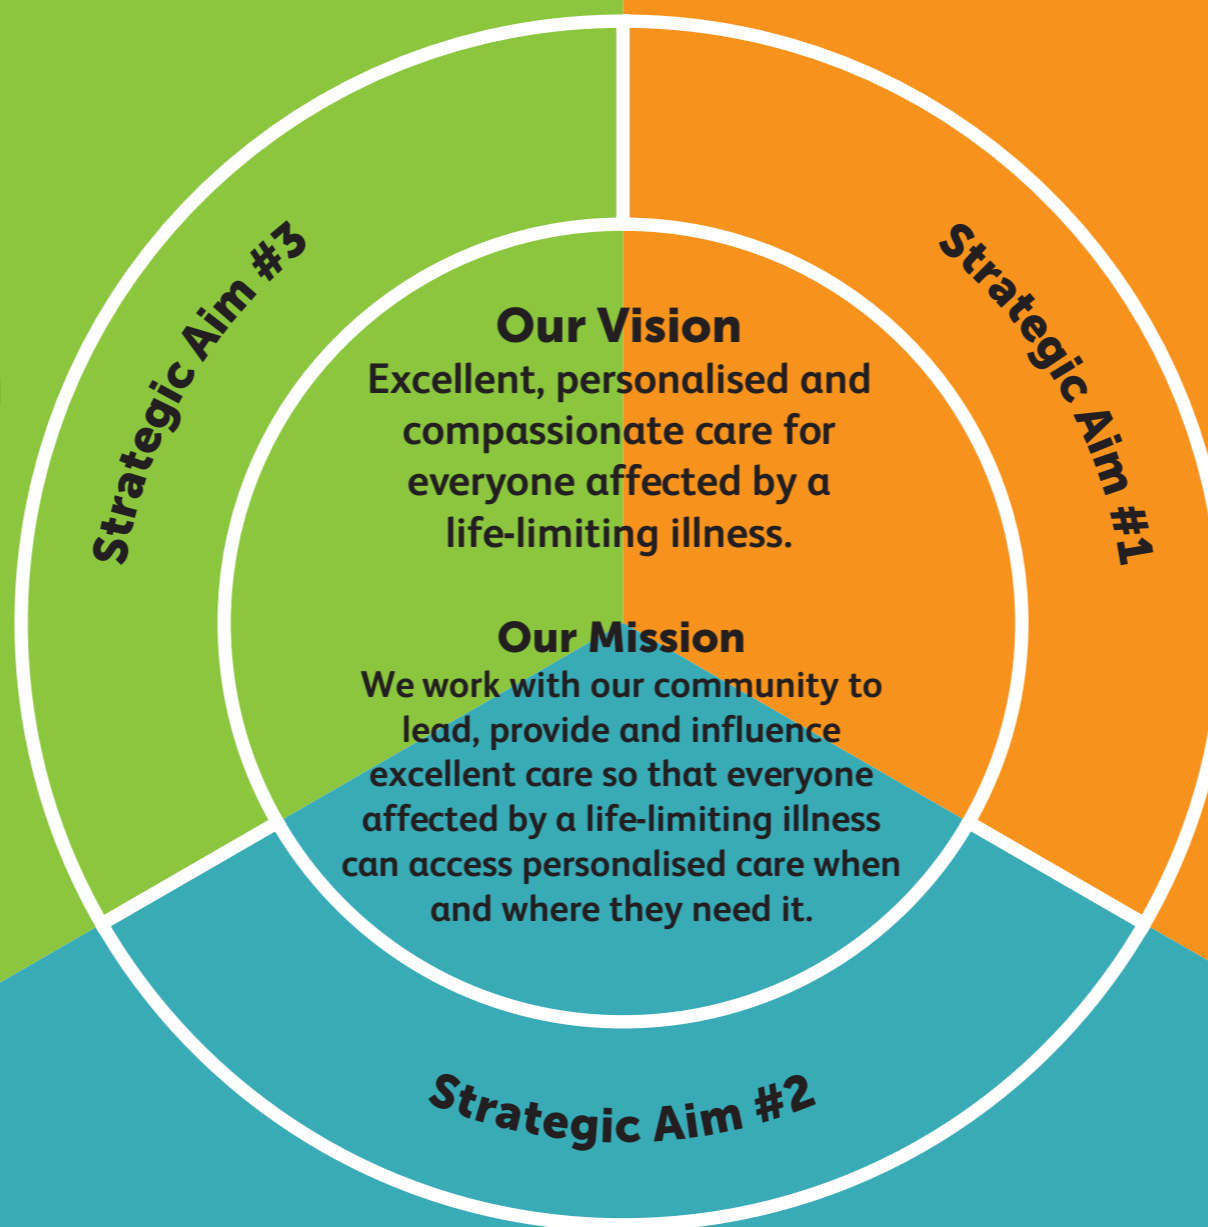 Strategic Aim #3
Strategic Aim #1
Our Vision
Excellent, personalised and
compassionate care for
everyone affected by a
life-limiting illness.
Our Mission
We work with our community to
lead, provide and influence
excellent care so that everyone
affected by a life-limiting illness
can access personalised care when
and where they need it.
Strategic Aim #2